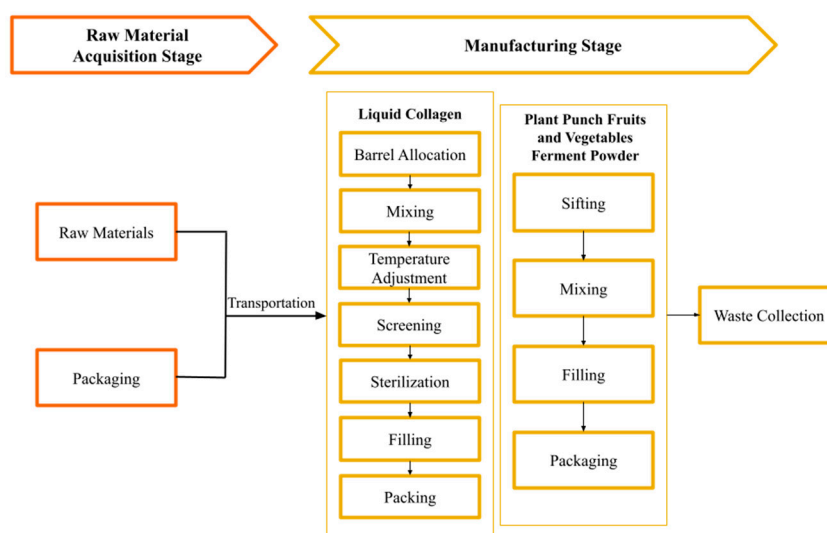 Raw Material
Acquisition Stage
Manufacturing Stage
Raw Materials
Packaging
Transportation
Liquid Collagen
Barrel Allocation
Mixing
Temperature
Adjustment
Screening
Sterilization
Filling
Packing
Plant Punch Fruits
and Vegetables
Ferment Powder
Sifting
Mixing
Filling
Packaging
Waste Collection